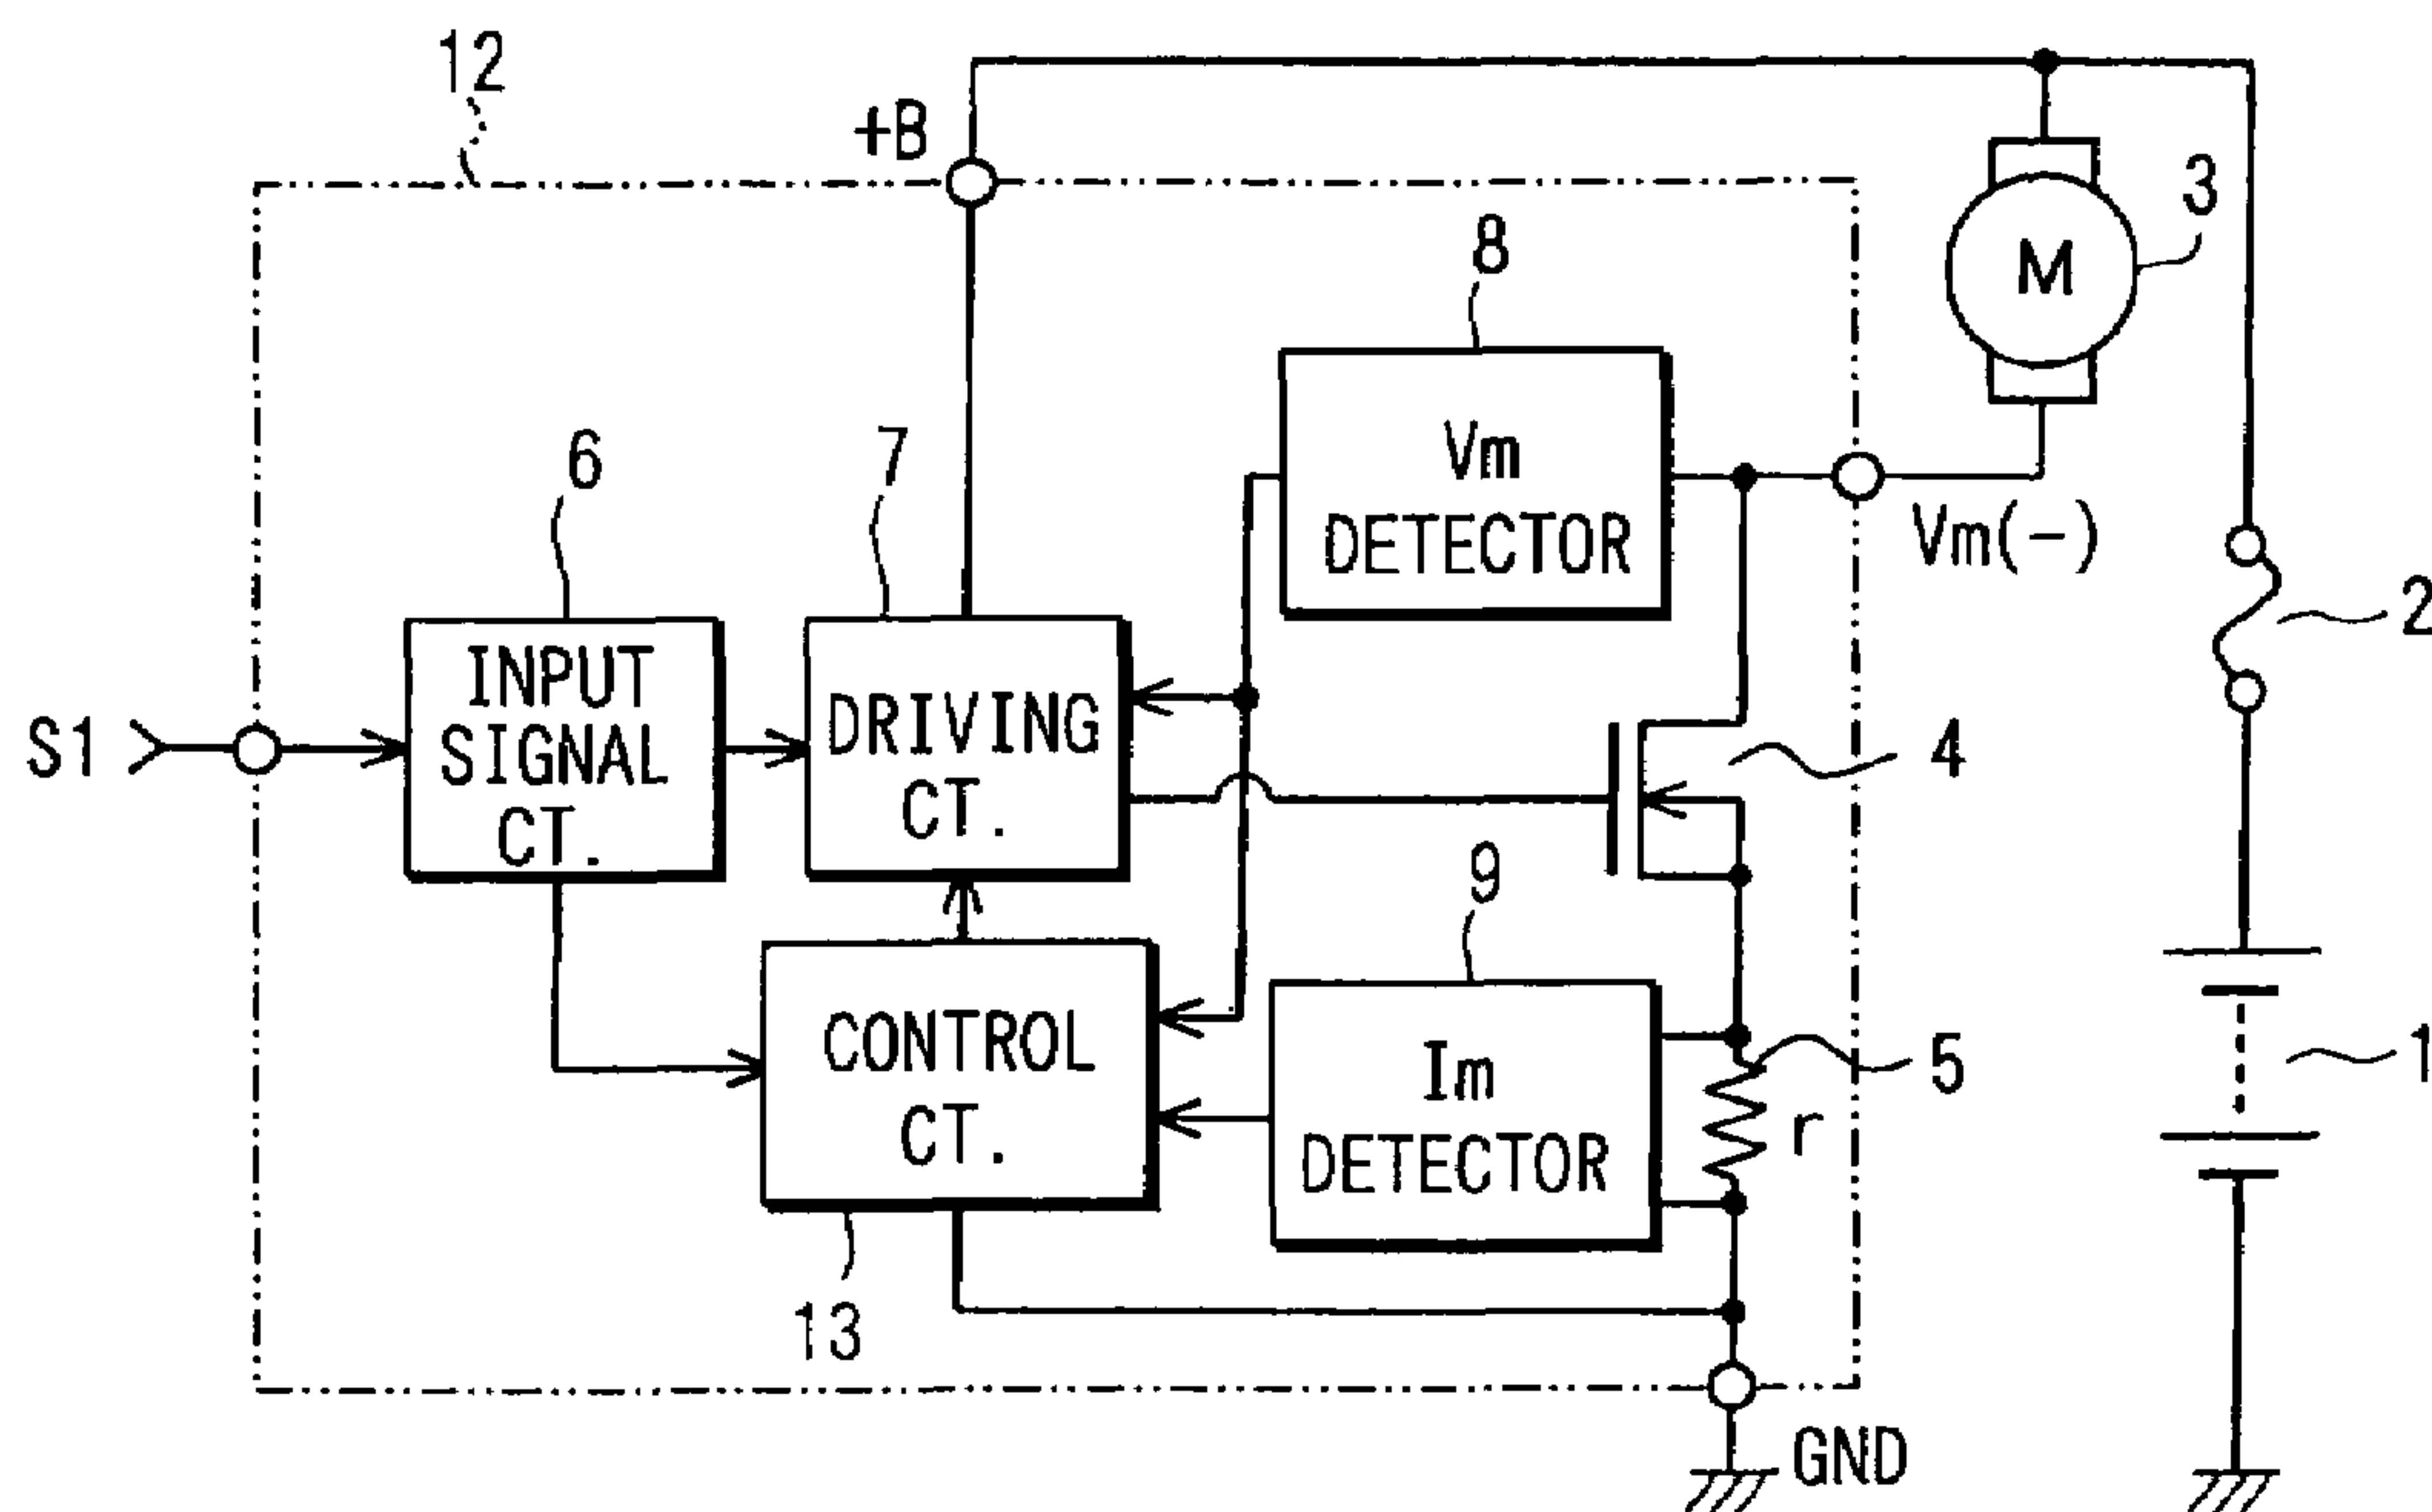 12
+B
3
M
8
Vm
DETECTOR
Vm(-)
6
7
2
INPUT
SIGNAL
CT.
DRIVING
CT.
S1
4
9
CONTROL
CT.
Im
DETECTOR
5
r
1
13
GND